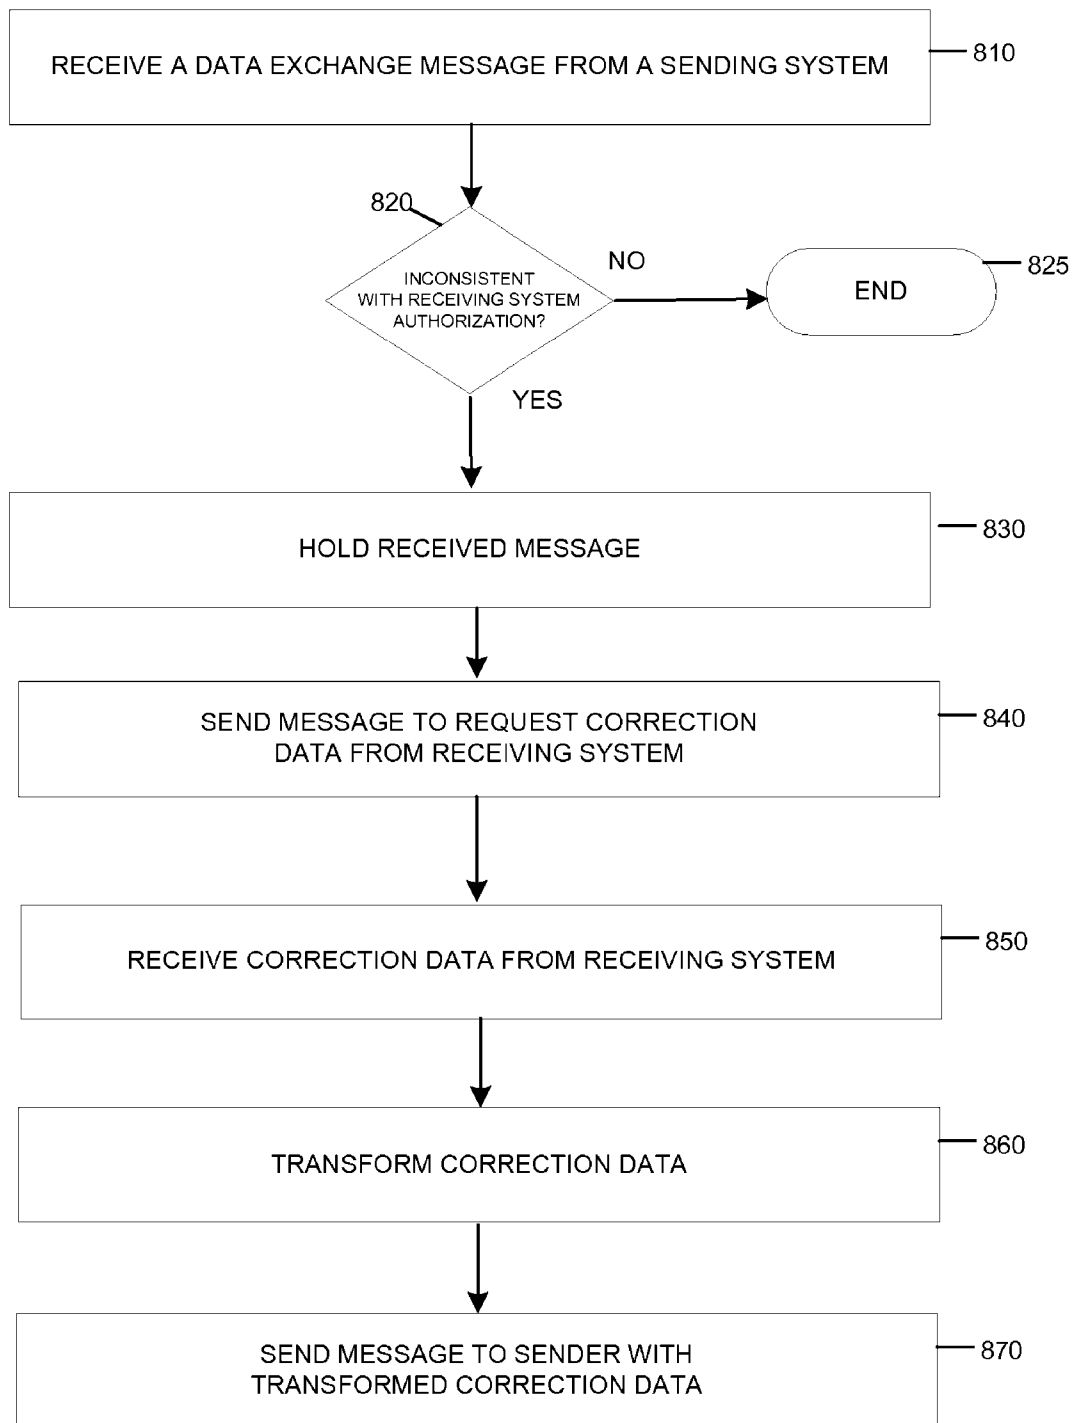 RECEIVE A DATA EXCHANGE MESSAGE FROM A SENDING SYSTEM
810
820
INCONSISTENT
WITH RECEIVING SYSTEM
AUTHORIZATION?
NO
END
825
YES
HOLD RECEIVED MESSAGE
830
SEND MESSAGE TO REQUEST CORRECTION
DATA FROM RECEIVING SYSTEM
840
RECEIVE CORRECTION DATA FROM RECEIVING SYSTEM
850
TRANSFORM CORRECTION DATA
860
SEND MESSAGE TO SENDER WITH
TRANSFORMED CORRECTION DATA
870